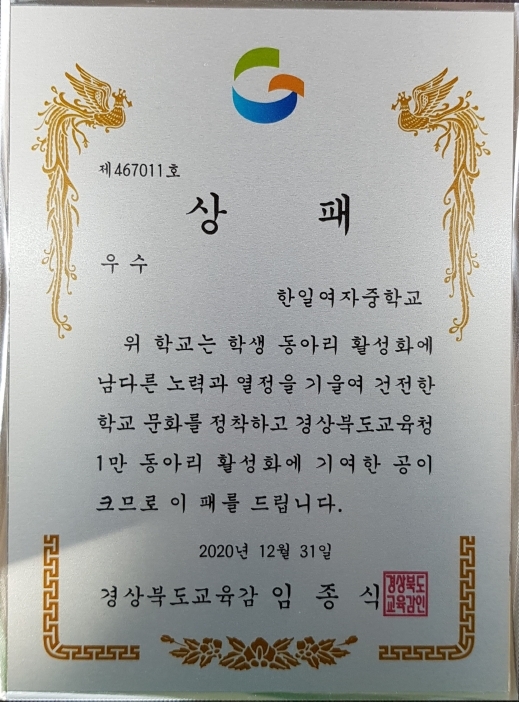 제467011호
상 패
우수
한일여자중학교
위 학교는 학생 동아리 활성화에
남다른 노력과 열정을 기울여 건전한
학교 문화를 정착하고 경상북도교육청
1만 동아리 활성화에 기여한 공이
크므로 이 패를 드립니다.
2020년 12월 31일
경상북도교육감 임 종 식
경상북도
교육감인